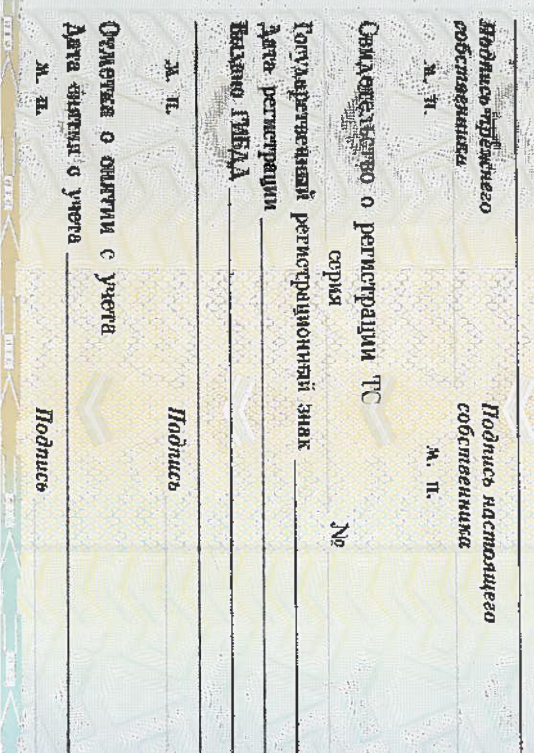 Подпись прежнего собственника
Подпись настоящего собственника
м. п.
м. п.
Свидетельство о регистрации ТС
серия №
Государственный регистрационный знак
Дата регистрации
Выдано ГИБДД
м. п.
Подпись
Отметка о снятии с учета
Дата снятия с учета
м. п.
Подпись